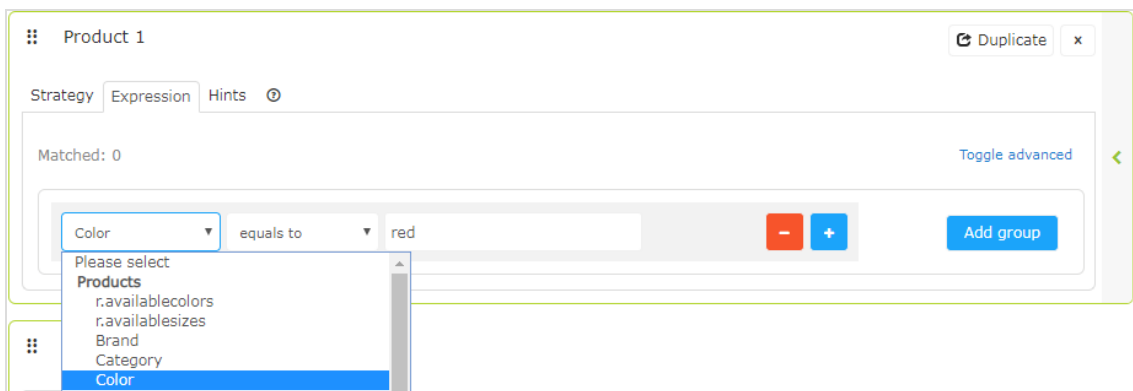 Product 1
Duplicate x
Strategy Expression Hints ?
Matched: 0
Toggle advanced
Color equals to red - + Add group
Please select
Products
r.availablecolors
r.availablesizes
Brand
Category
Color